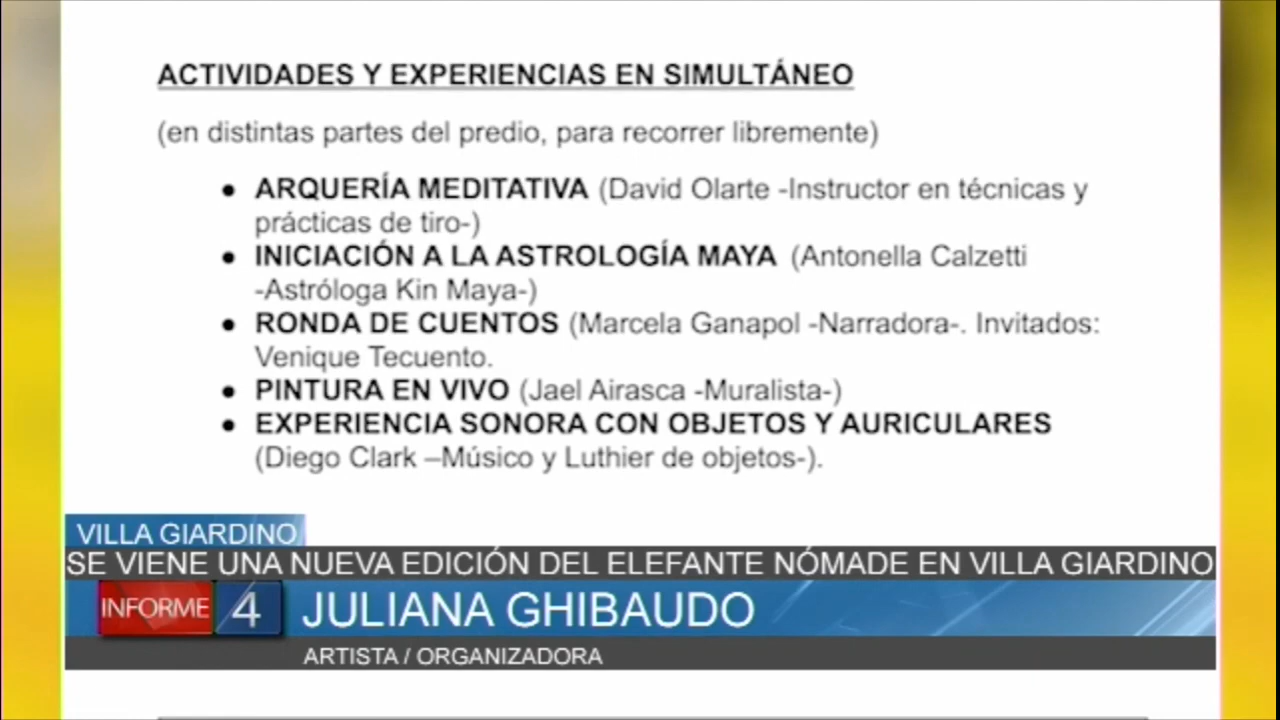 ACTIVIDADES Y EXPERIENCIAS EN SIMULTÁNEO
(en distintas partes del predio, para recorrer libremente)
● ARQUERÍA MEDITATIVA (David Olarte -Instructor en técnicas y
prácticas de tiro-)
● INICIACIÓN A LA ASTROLOGÍA MAYA (Antonella Calzetti
-Astróloga Kin Maya-)
● RONDA DE CUENTOS (Marcela Ganapol -Narradora-. Invitados:
Venique Tecuento.
● PINTURA EN VIVO (Jael Airasca -Muralista-)
● EXPERIENCIA SONORA CON OBJETOS Y AURICULARES
(Diego Clark –Músico y Luthier de objetos-).
VILLA GIARDINO
SE VIENE UNA NUEVA EDICIÓN DEL ELEFANTE NÓMADE EN VILLA GIARDINO
INFORME 4 JULIANA GHIBAUDO
ARTISTA / ORGANIZADORA